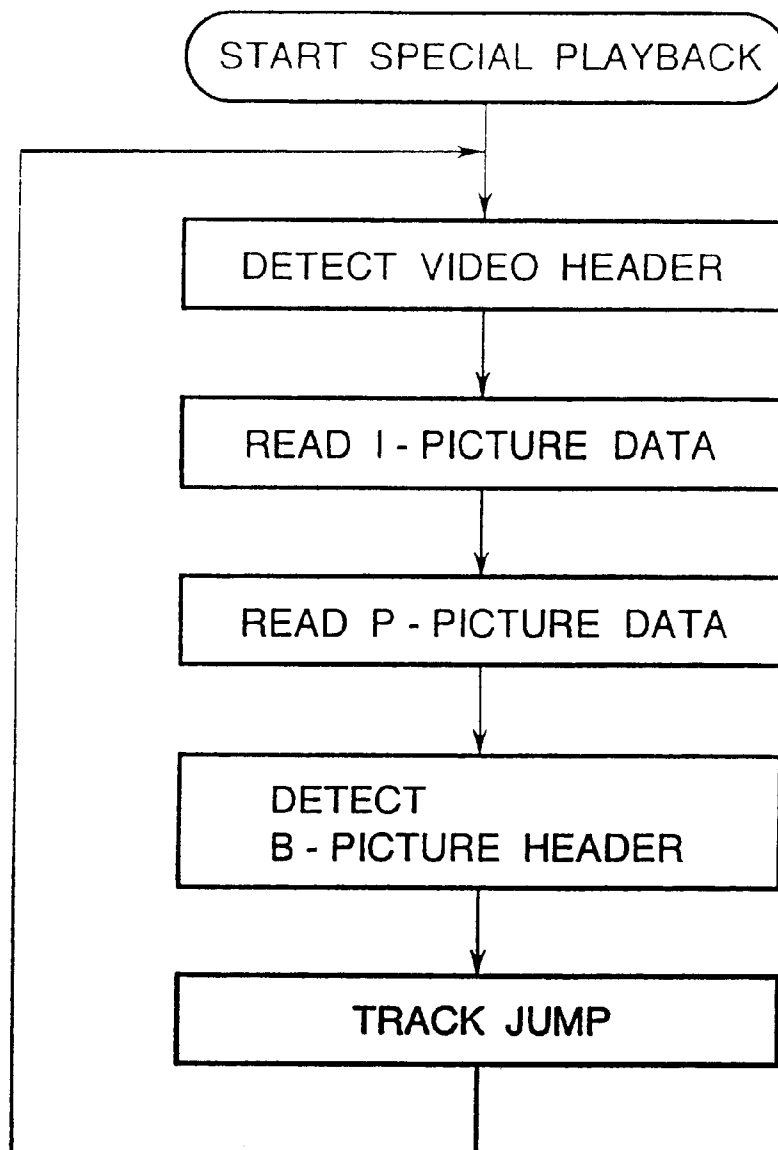 START SPECIAL PLAYBACK
DETECT VIDEO HEADER
READ I - PICTURE DATA
READ P - PICTURE DATA
DETECT
B - PICTURE HEADER
TRACK JUMP